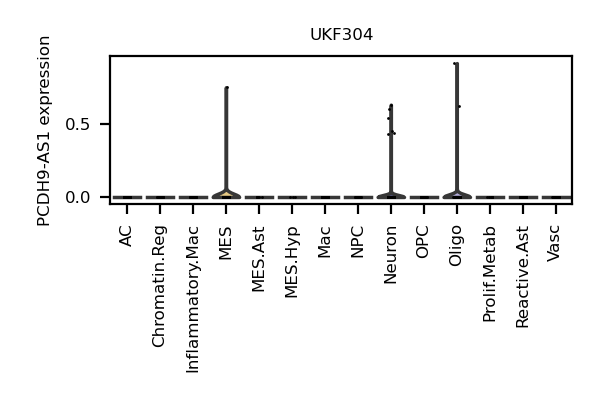 UKF304
PCDH9-AS1 expression
0.5
0.0
AC
Chromatin.Reg
Inflammatory.Mac
MES
MES.Ast
MES.Hyp
Mac
NPC
Neuron
OPC
Oligo
Prolif.Metab
Reactive.Ast
Vasc